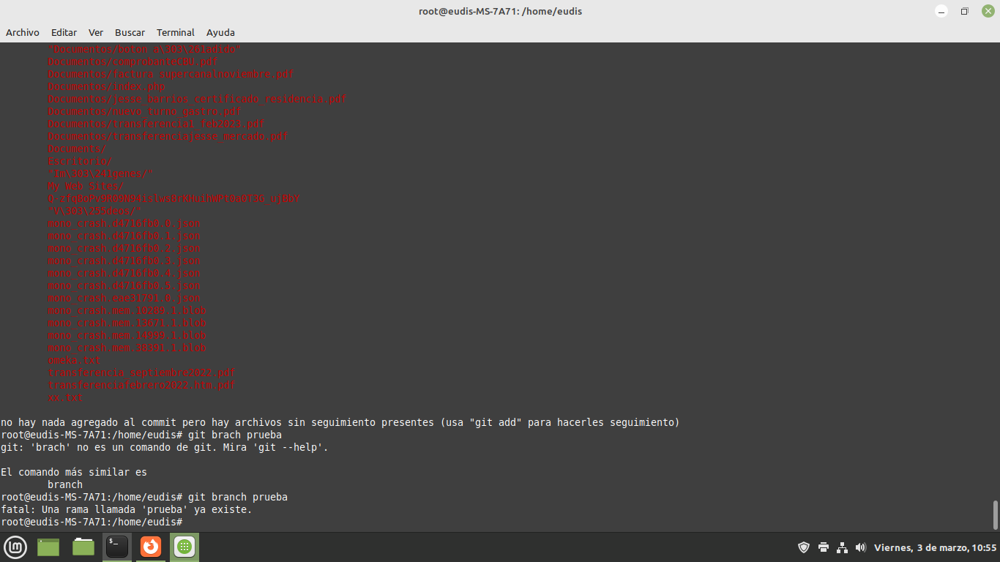 root@eudis-MS-7A71: /home/eudis
Archivo Editar Ver Buscar Terminal Ayuda
"Documentos/boton a\303\261adido"
Documentos/comprobanteCBU.pdf
Documentos/factura supercanalnoviembre.pdf
Documentos/index.php
Documentos/jesse barrios certificado residencia.pdf
Documentos/nuevo_turno_gastro.pdf
Documentos/transferencia1 feb2023.pdf
Documentos/transferenciajesse_mercado.pdf
Documents/
Escritorio/
"Im\303\241genes/"
My Web Sites/
"V\303\255deos/"
mono_crash.d4716fb0.0.json
mono_crash.d4716fb0.1.json
mono_crash.d4716fb0.2.json
mono_crash.d4716fb0.3.json
mono_crash.d4716fb0.4.json
mono_crash.d4716fb0.5.json
mono_crash.eae81791.0.json
mono_crash.mem.10289.1.blob
mono_crash.mem.13671.1.blob
mono_crash.mem.14999.1.blob
mono_crash.mem.38391.1.blob
omeka.txt
transferencia septiembre2022.pdf
transferenciafebrero2022.htm.pdf
xx.txt
no hay nada agregado al commit pero hay archivos sin seguimiento presentes (usa "git add" para hacerles seguimiento)
root@eudis-MS-7A71:/home/eudis# git brach prueba
git: 'brach' no es un comando de git. Mira 'git --help'.
El comando más similar es
branch
root@eudis-MS-7A71:/home/eudis# git branch prueba
fatal: Una rama llamada 'prueba' ya existe.
root@eudis-MS-7A71:/home/eudis#
Viernes, 3 de marzo, 10:55